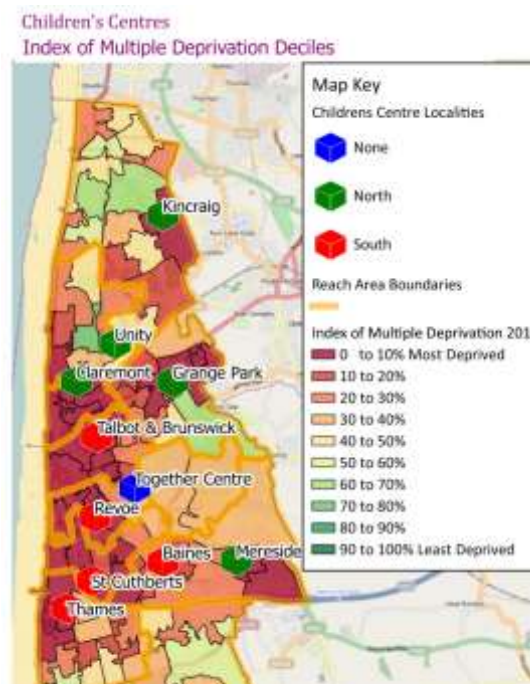 Children's Centres
Index of Multiple Deprivation Deciles
Map Key
Childrens Centre Localities
None
North
South
Reach Area Boundaries
Index of Multiple Deprivation 201
0 to 10% Most Deprived
10 to 20%
20 to 30%
30 to 40%
40 to 50%
50 to 60%
60 to 70%
70 to 80%
80 to 90%
90 to 100% Least Deprived
Kincraig
Unity
Claremont
Grange Park
Talbot & Brunswick
Together Centre
Revoe
Baines
Mereside
St Cuthberts
Thames